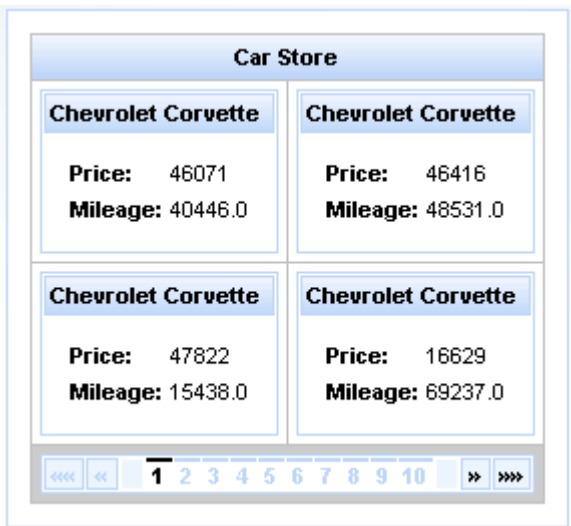 Car Store
Chevrolet Corvette Chevrolet Corvette
Price: 46071 Price: 46416
Mileage: 40446.0 Mileage: 48531.0
Chevrolet Corvette Chevrolet Corvette
Price: 47822 Price: 16629
Mileage: 15438.0 Mileage: 69237.0
«« « 1 2 3 4 5 6 7 8 9 10 » »»